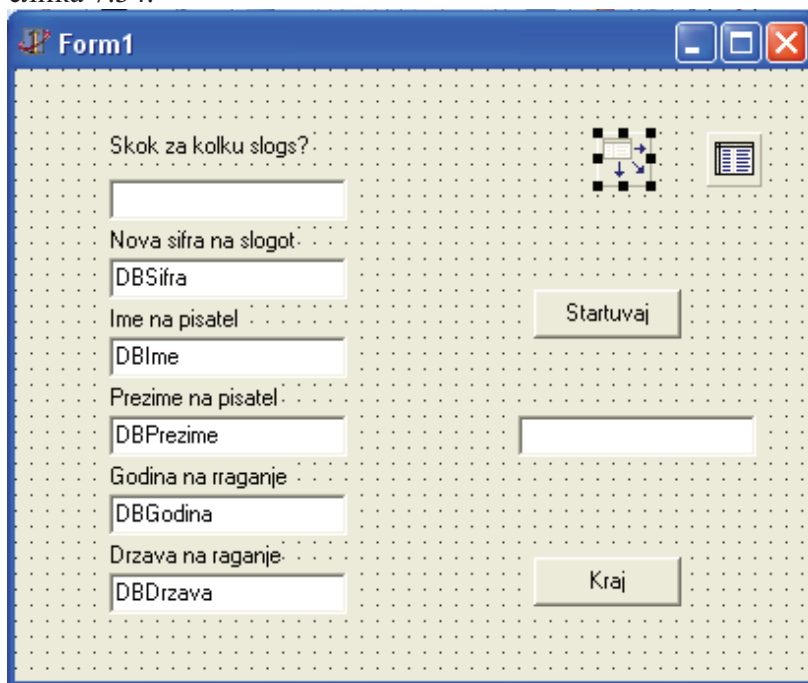 Form1
Skok za kolku slogs?
Nova sifra na slogot
DBSifra
Ime na pisatel
DBIme
Prezime na pisatel
DBPrezime
Godina na rraganje
DBGodina
Drzava na raganje
DBDrzava
Startuvaj
Kraj